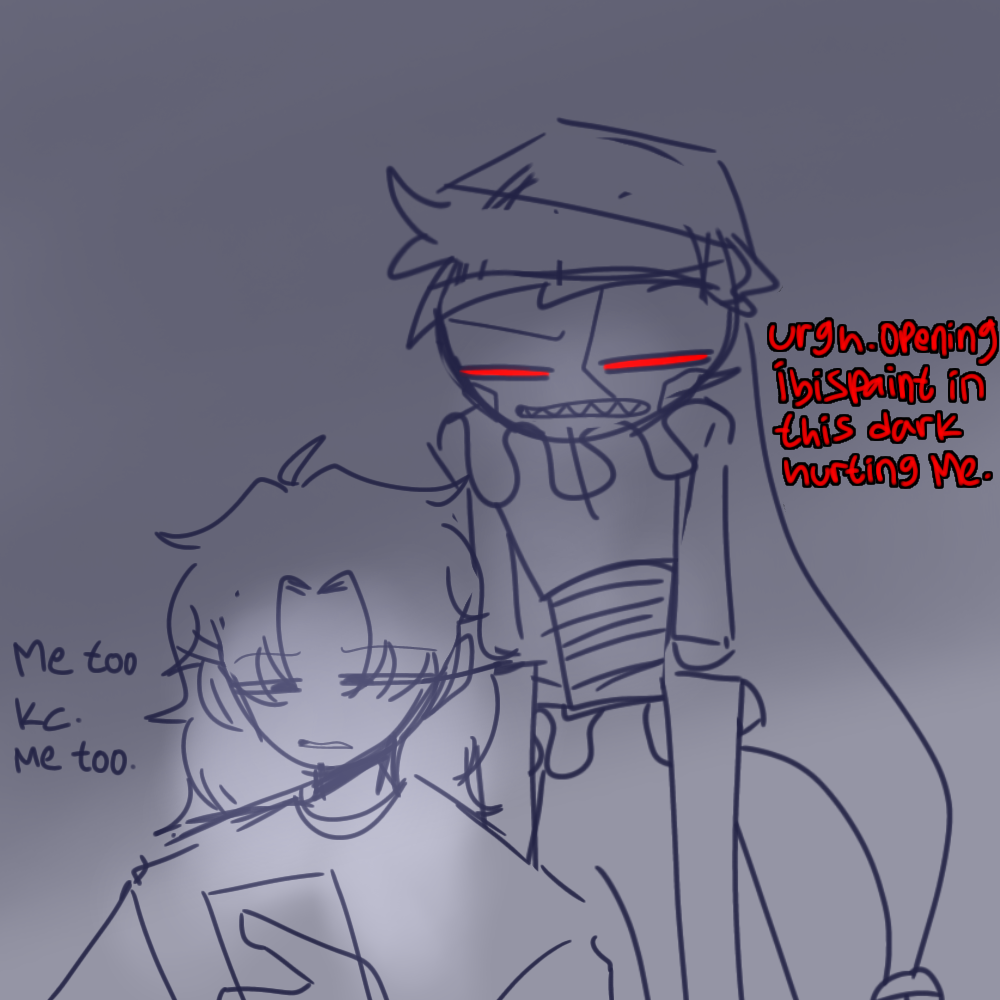 Me too
KC.
Me too.
Urgh. Opening
ibispaint in
this dark
hurting Me.